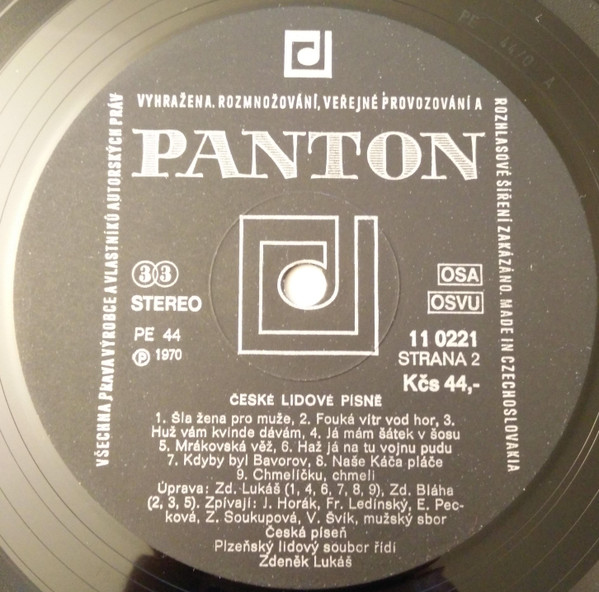 VYHRAŽENA. ROZMNOŽOVÁNÍ, VEŘEJNÉ PROVOZOVÁNÍ A
ROZHLASOVÉ ŠÍŘENÍ ZAKÁZÁNO. MADE IN CZECHOSLOVAKIA
VŠECHNA PRÁVA VÝROBCE A VLASTNÍKŮ AUTORSKÝCH PRÁV
PANTON
33
STEREO
PE 44
Ⓟ 1970
OSA
OSVU
11 0221
STRANA 2
Kčs 44,-
ČESKÉ LIDOVÉ PÍSNĚ
1. Šla žena pro muže, 2. Fouká vítr vod hor, 3.
Huž vám kvinde dávám, 4. Já mám šátek v šosu
5. Mrákovská věž, 6. Haž já na tu vojnu pudu
7. Kdyby byl Bavorov, 8. Naše Káča pláče
9. Chmelíčku, chmeli
Úprava: Zd. Lukáš (1, 4, 6, 7, 8, 9), Zd. Bláha
(2, 3, 5). Zpívají: J. Horák, Fr. Ledinský, E. Pec-
ková, Z. Soukupová, V. Švík, mužský sbor
Česká píseň
Plzeňský lidový soubor řídí
Zdeněk Lukáš